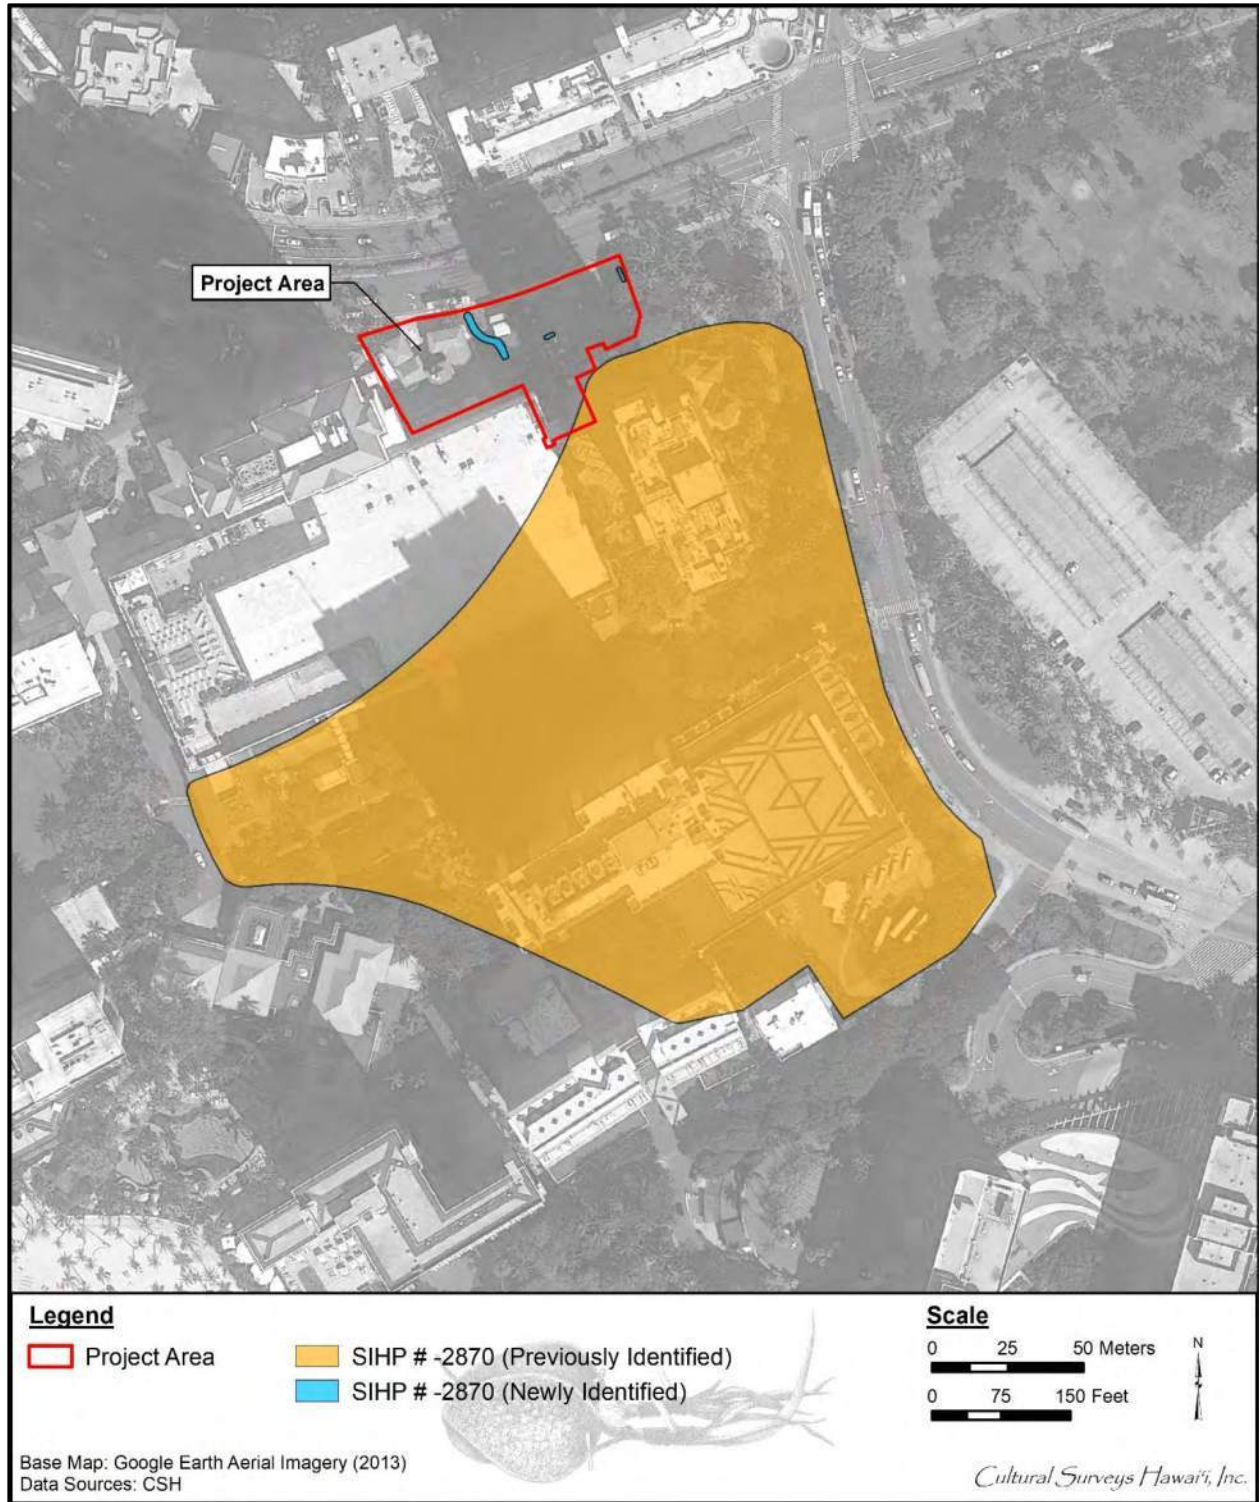 Project Area
Legend
Project Area
SIHP # -2870 (Previously Identified)
SIHP # -2870 (Newly Identified)
Scale
0 25 50 Meters
0 75 150 Feet
N
Base Map: Google Earth Aerial Imagery (2013)
Data Sources: CSH
Cultural Surveys Hawai‘i, Inc.